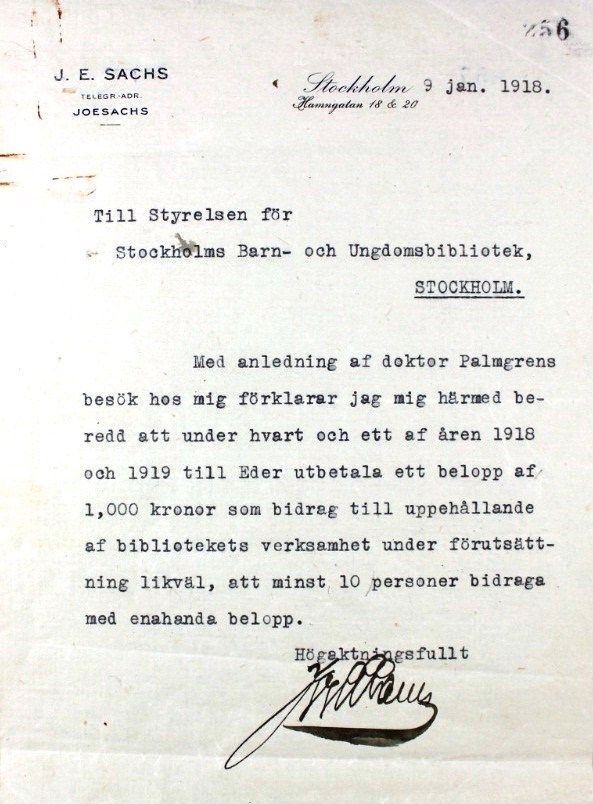 256
J. E. SACHS
TELEGR.-ADR.
JOESACHS
Stockholm 9 jan. 1918.
Hamngatan 18 & 20
Till Styrelsen för
Stockholms Barn- och Ungdomsbibliotek,
STOCKHOLM.
Med anledning af doktor Palmgrens
besök hos mig förklarar jag mig härmed be-
redd att under hvart och ett af åren 1918
och 1919 till Eder utbetala ett belopp af
1,000 kronor som bidrag till uppehållande
af bibliotekets verksamhet under förutsätt-
ning likväl, att minst 10 personer bidraga
med enahanda belopp.
Högaktningsfullt